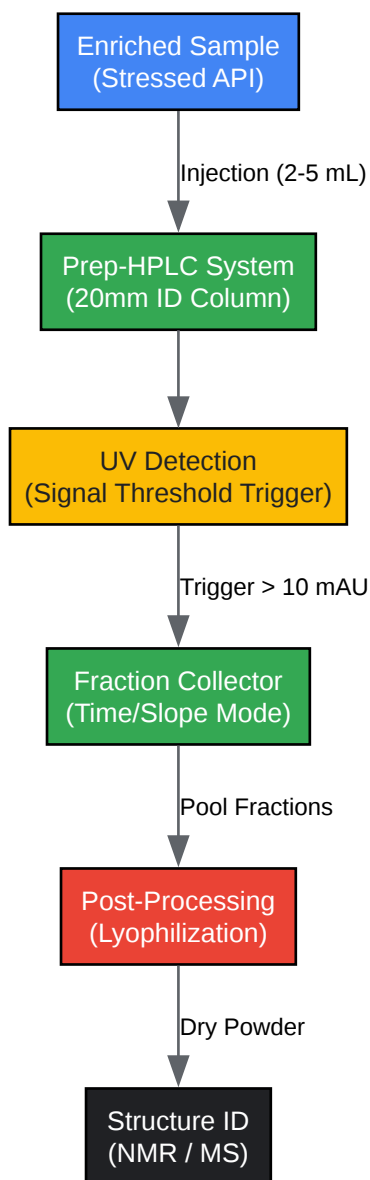 Enriched Sample
(Stressed API)
Injection (2-5 mL)
Prep-HPLC System
(20mm ID Column)
UV Detection
(Signal Threshold Trigger)
Trigger > 10 mAU
Fraction Collector
(Time/Slope Mode)
Pool Fractions
Post-Processing
(Lyophilization)
Dry Powder
Structure ID
(NMR / MS)